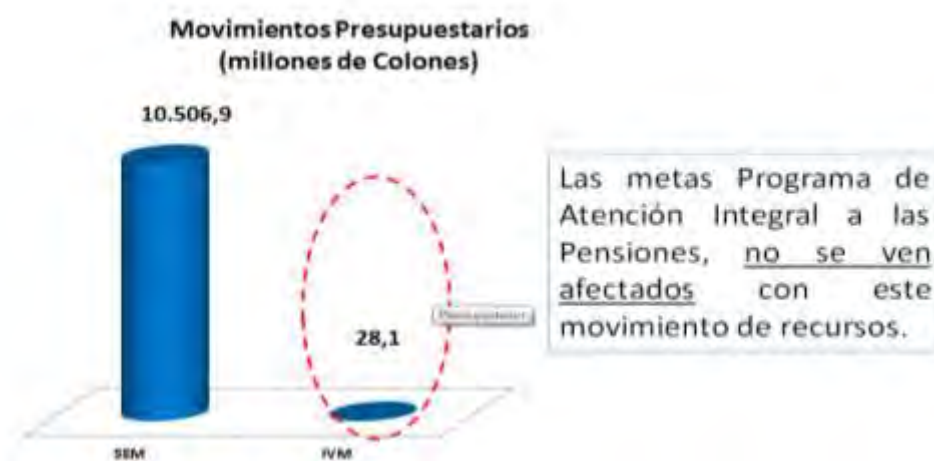 Movimientos Presupuestarios
(millones de Colones)
10.506,9
28,1
SEM
IVM
Las metas Programa de
Atención Integral a las
Pensiones, no se ven
afectados con este
movimiento de recursos.